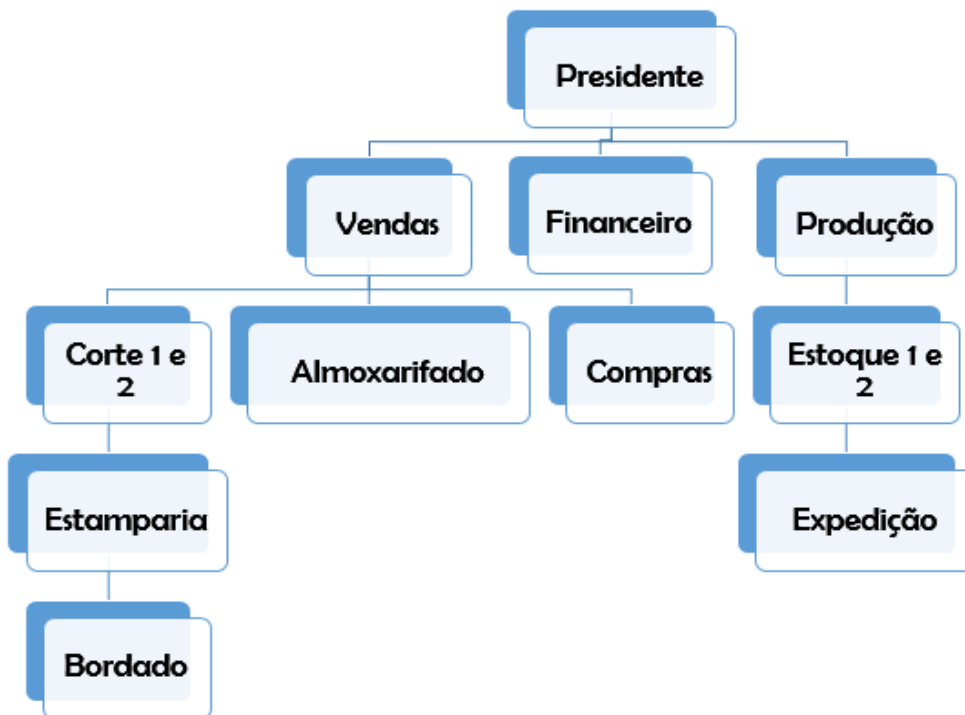 Presidente
Vendas
Financeiro
Produção
Corte 1 e
2
Almoxarifado
Compras
Estoque 1 e
2
Estamparia
Expedição
Bordado